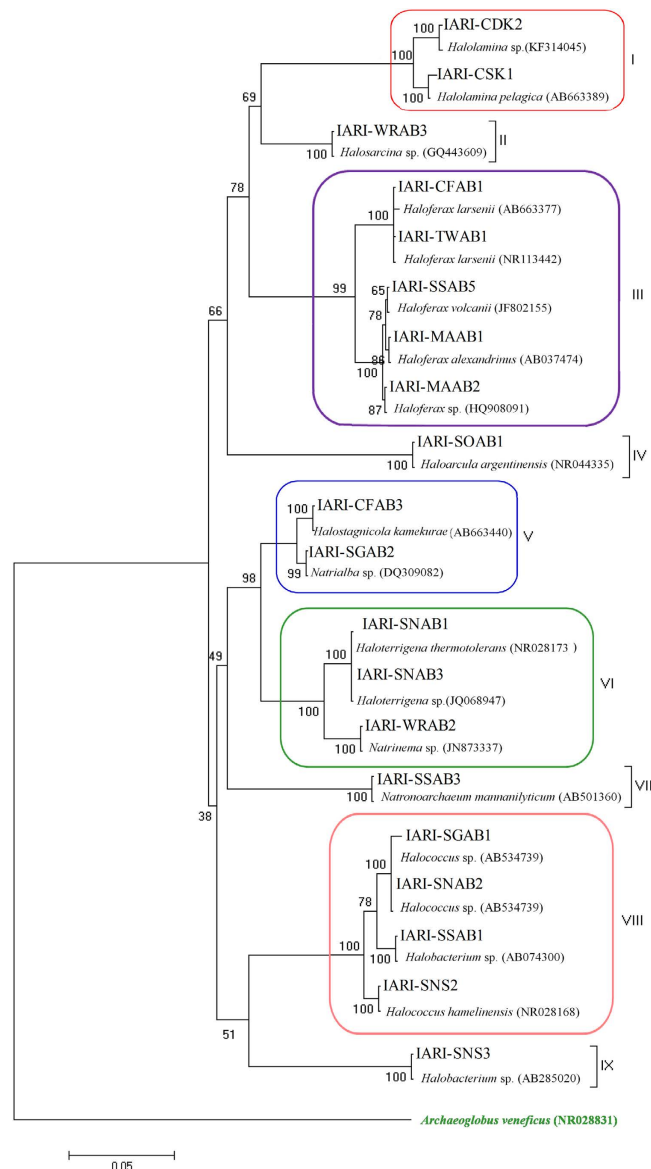 IARI-CDK2
100
Halolamina sp.(KF314045)
100
I
IARI-CSK1
100
Halolamina pelagica (AB663389)
69
IARI-WRAB3
II
100
Halosarcina sp. (GQ443609)
78
IARI-CFAB1
100
Haloferax larsenii (AB663377)
IARI-TWAB1
Haloferax larsenii (NR113442)
99
IARI-SSAB5
65
III
Haloferax volcanii (JF802155)
78
66
IARI-MAAB1
86
Haloferax alexandrinus (AB037474)
100
IARI-MAAB2
87
Haloferax sp. (HQ908091)
IARI-SOAB1
IV
100
Haloarcula argentinensis (NR044335)
IARI-CFAB3
100
Halostagnicola kamekurae (AB663440)
V
IARI-SGAB2
99
Natrialba sp. (DQ309082)
98
IARI-SNAB1
Haloterrigena thermotolerans (NR028173 )
100
49
IARI-SNAB3
VI
Haloterrigena sp.(JQ068947)
100
IARI-WRAB2
100
Natrinema sp. (JN873337)
IARI-SSAB3
VII
100
Natronoarchaeum mannanilyticum (AB501360)
38
IARI-SGAB1
100
Halococcus sp. (AB534739)
IARI-SNAB2
78
Halococcus sp. (AB534739)
VIII
IARI-SSAB1
100
100
Halobacterium sp. (AB074300)
IARI-SNS2
100
Halococcus hamelinensis (NR028168)
51
IARI-SNS3
IX
100
Halobacterium sp. (AB285020)
Archaeoglobus veneficus (NR028831)
0.05